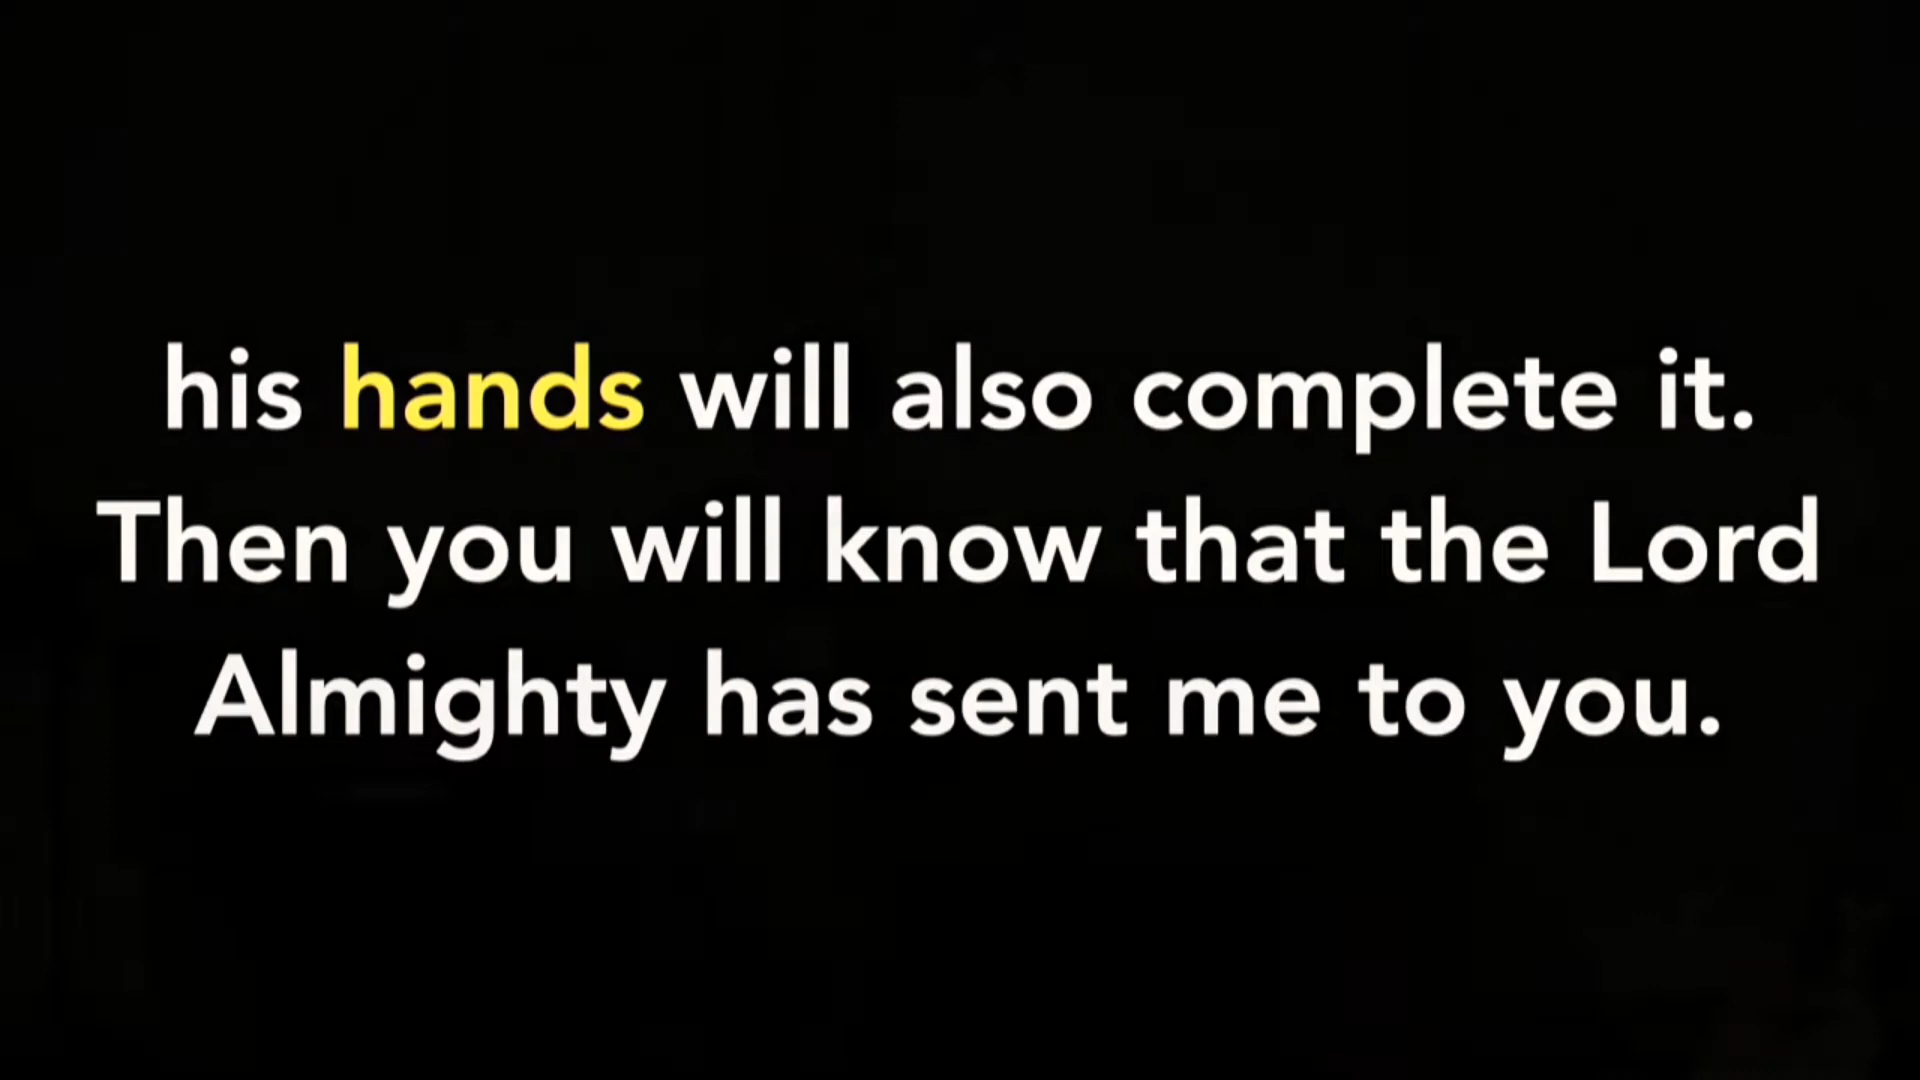 his hands will also complete it.
Then you will know that the Lord
Almighty has sent me to you.